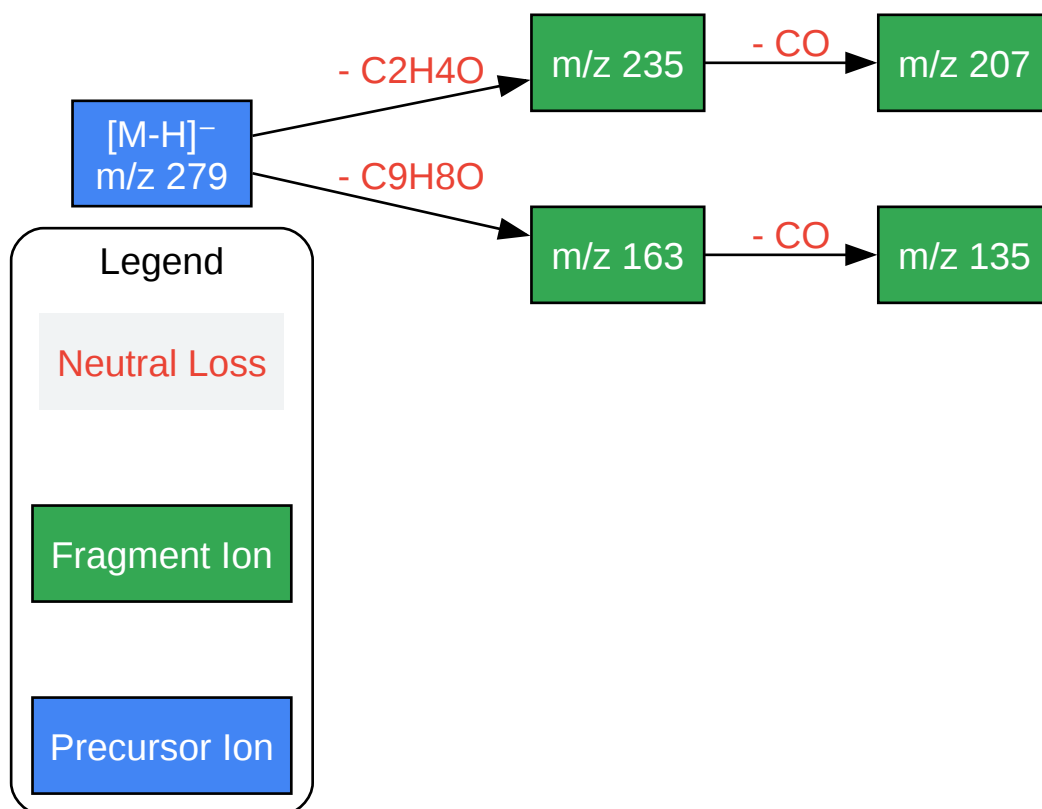 - C2H4O
m/z 235
- CO
m/z 207
[M-H]⁻
m/z 279
- C9H8O
m/z 163
- CO
m/z 135
Legend
Neutral Loss
Fragment Ion
Precursor Ion